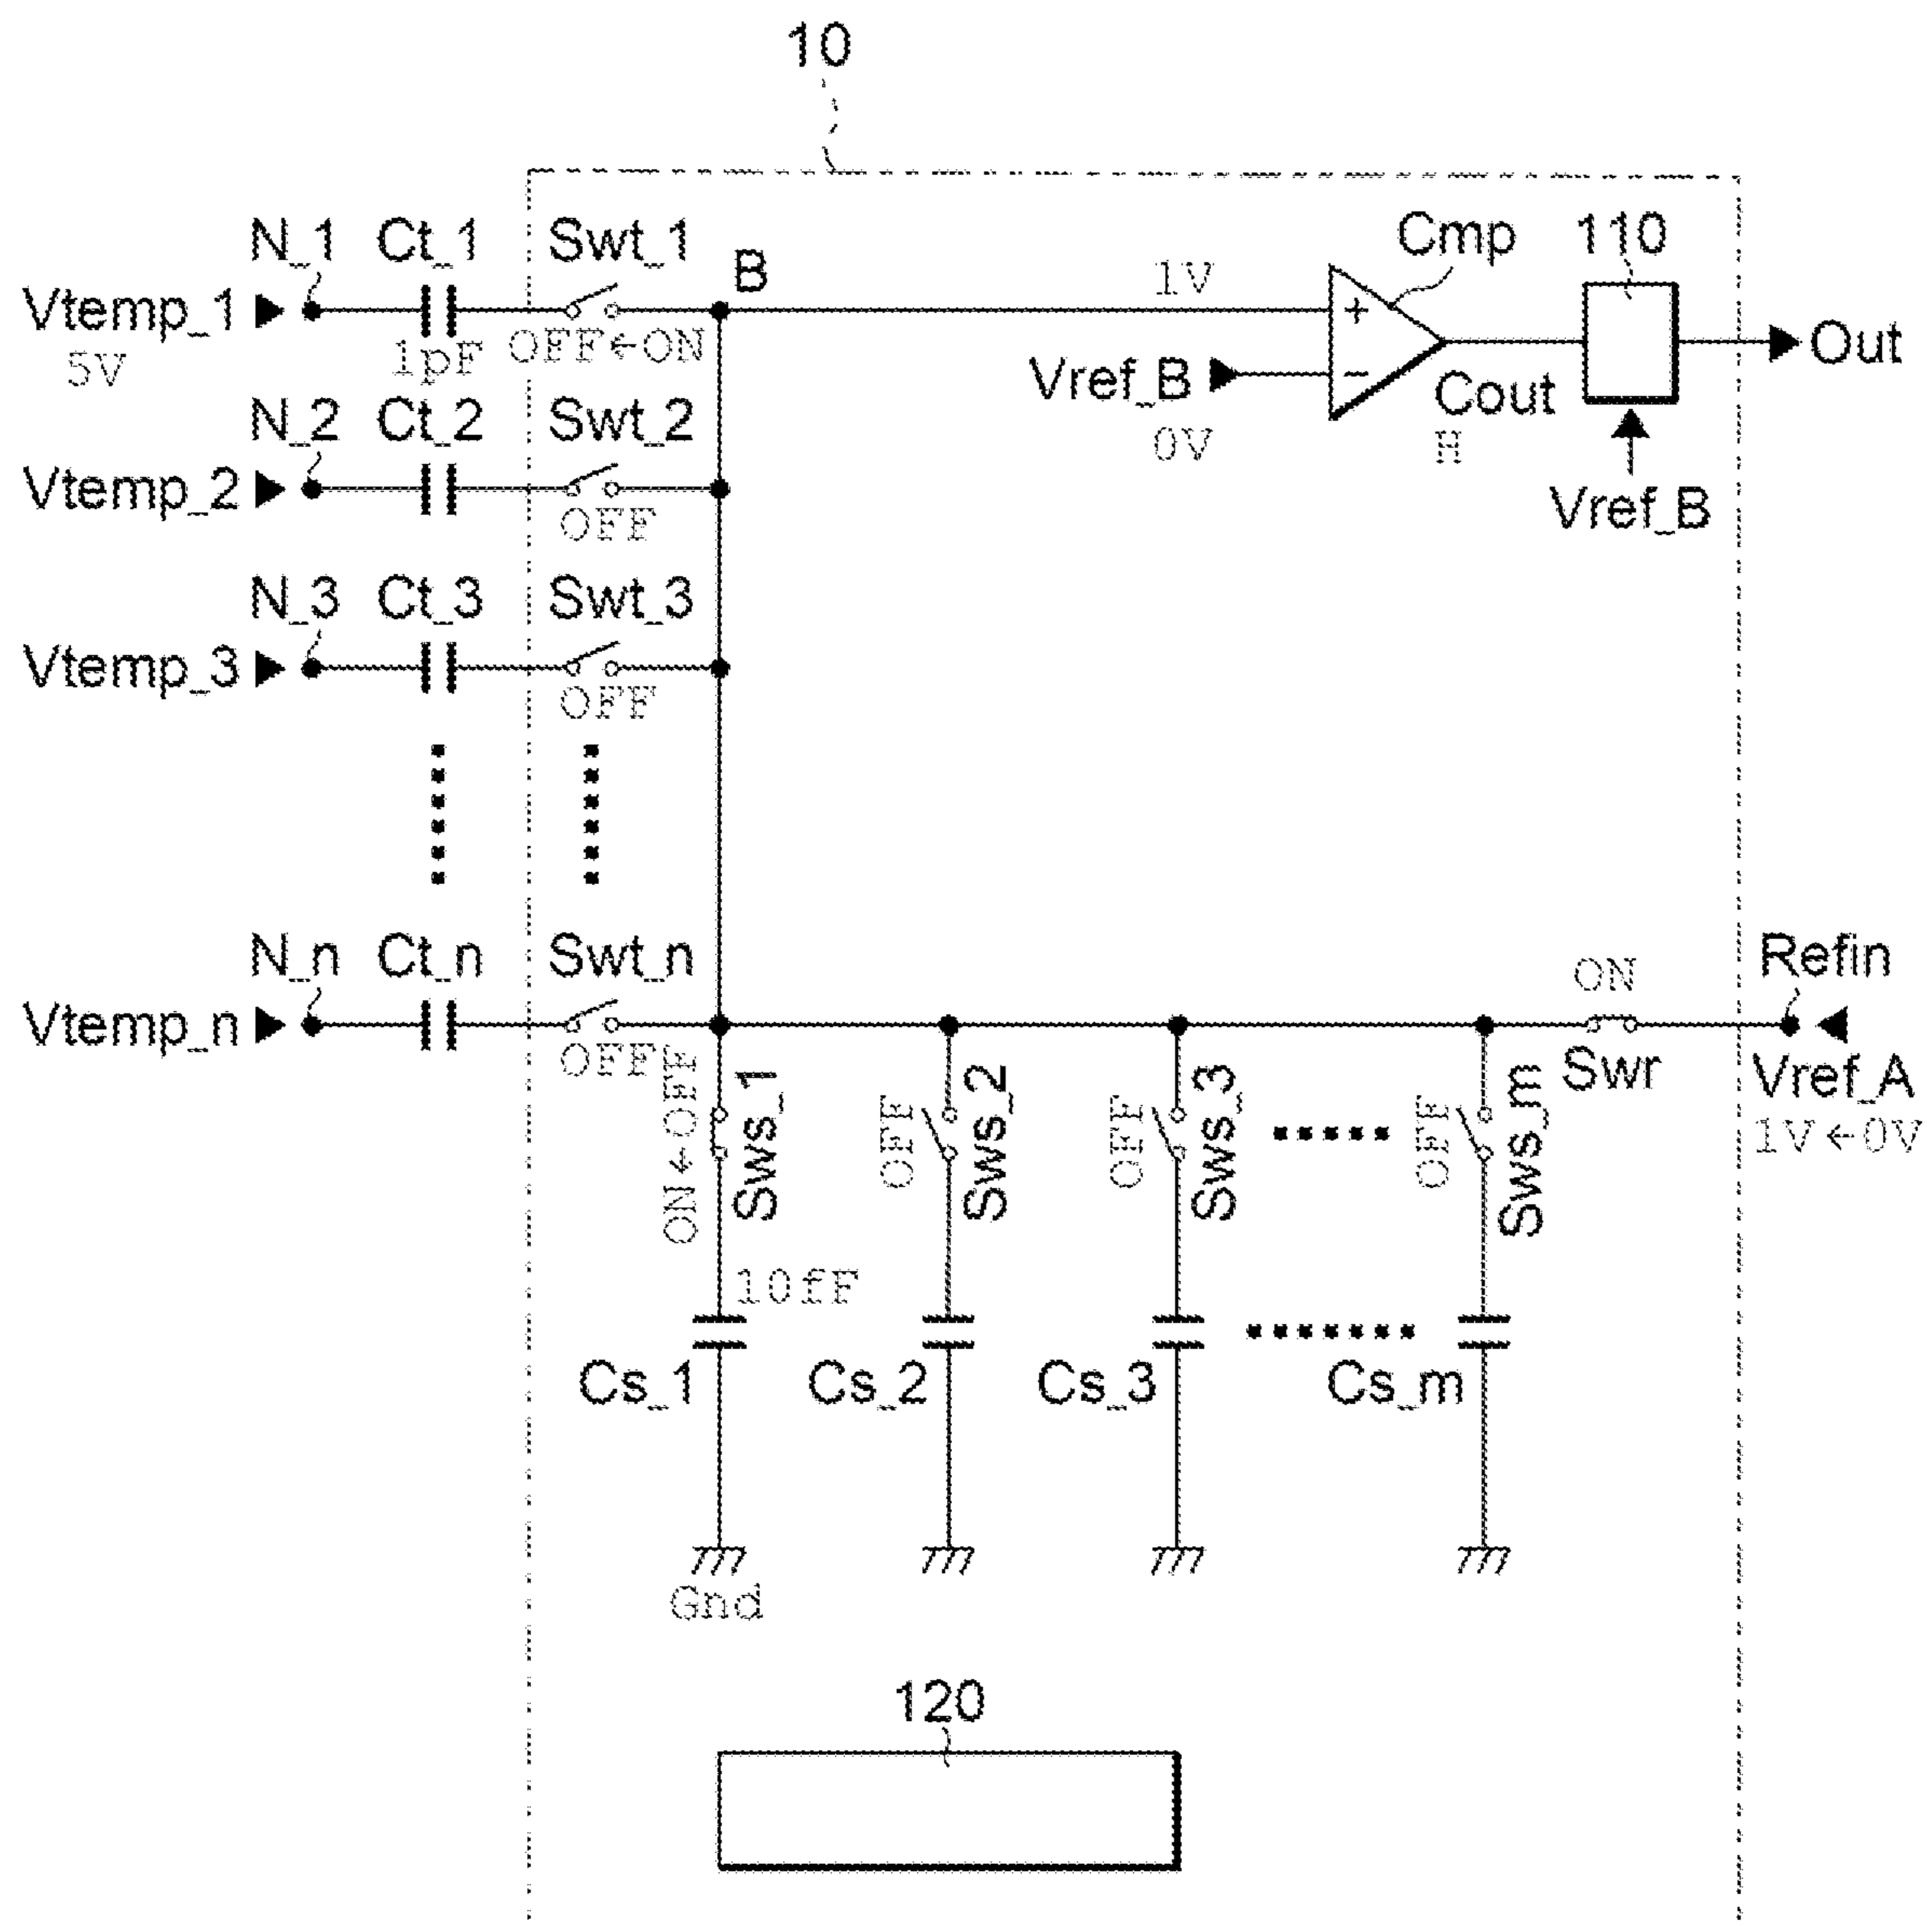 10
N_1 Ct_1 Swt_1 B Cmp 110
1V
Vtemp_1 Out
5V 1pF OFF←ON
+
Vref_B −
0V Cout
H
N_2 Ct_2 Swt_2
Vtemp_2 Vref_B
OFF
N_3 Ct_3 Swt_3
Vtemp_3
OFF
N_n Ct_n Swt_n Refin
ON
Vtemp_n
OFF Swr Vref_A
1V←0V
ON←OFF Sws_1 OFF Sws_2 OFF Sws_3 OFF Sws_m
10fF
Cs_1 Cs_2 Cs_3 Cs_m
Gnd
120